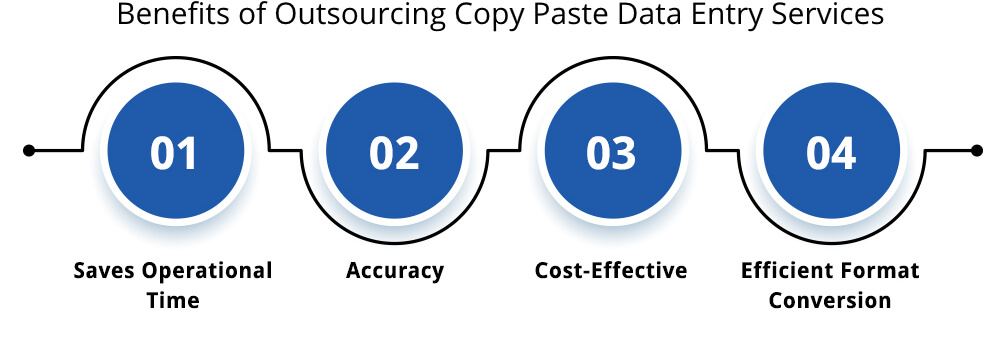 Benefits of Outsourcing Copy Paste Data Entry Services
01
02
03
04
Saves Operational
Time
Accuracy
Cost-Effective
Efficient Format
Conversion